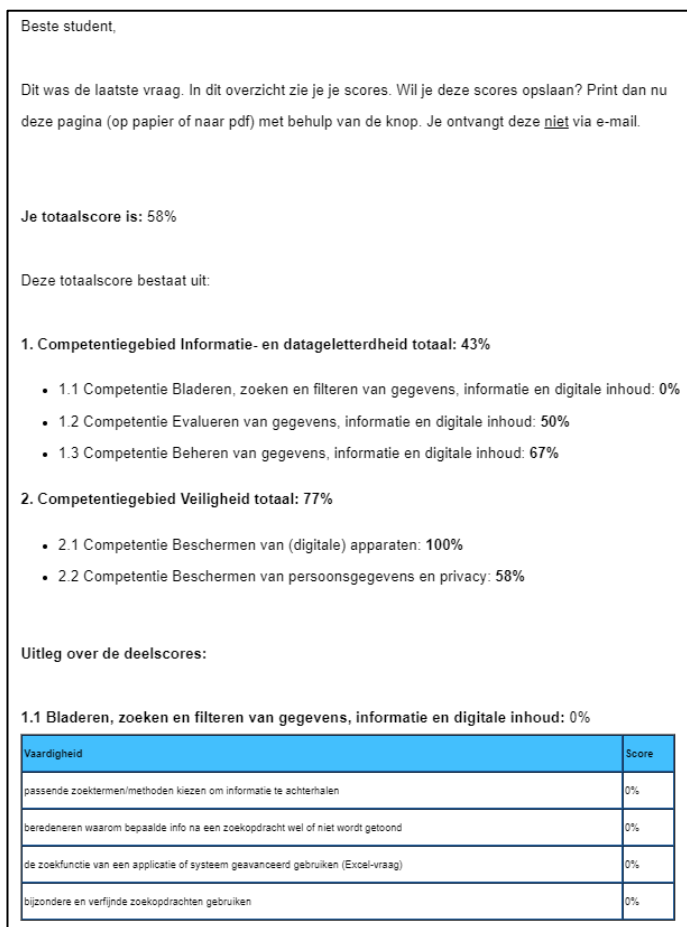 Beste student,
Dit was de laatste vraag. In dit overzicht zie je je scores. Wil je deze scores opslaan? Print dan nu
deze pagina (op papier of naar pdf) met behulp van de knop. Je ontvangt deze niet via e-mail.
Je totaalscore is: 58%
Deze totaalscore bestaat uit:
1. Competentiegebied Informatie- en datageletterdheid totaal: 43%
• 1.1 Competentie Bladeren, zoeken en filteren van gegevens, informatie en digitale inhoud: 0%
• 1.2 Competentie Evalueren van gegevens, informatie en digitale inhoud: 50%
• 1.3 Competentie Beheren van gegevens, informatie en digitale inhoud: 67%
2. Competentiegebied Veiligheid totaal: 77%
• 2.1 Competentie Beschermen van (digitale) apparaten: 100%
• 2.2 Competentie Beschermen van persoonsgegevens en privacy: 58%
Uitleg over de deelscores:
1.1 Bladeren, zoeken en filteren van gegevens, informatie en digitale inhoud: 0%
Vaardigheid Score
passende zoektermen/methoden kiezen om informatie te achterhalen 0%
beredeneren waarom bepaalde info na een zoekopdracht wel of niet wordt getoond 0%
de zoekfunctie van een applicatie of systeem geavanceerd gebruiken (Excel-vraag) 0%
bijzondere en verfijnde zoekopdrachten gebruiken 0%